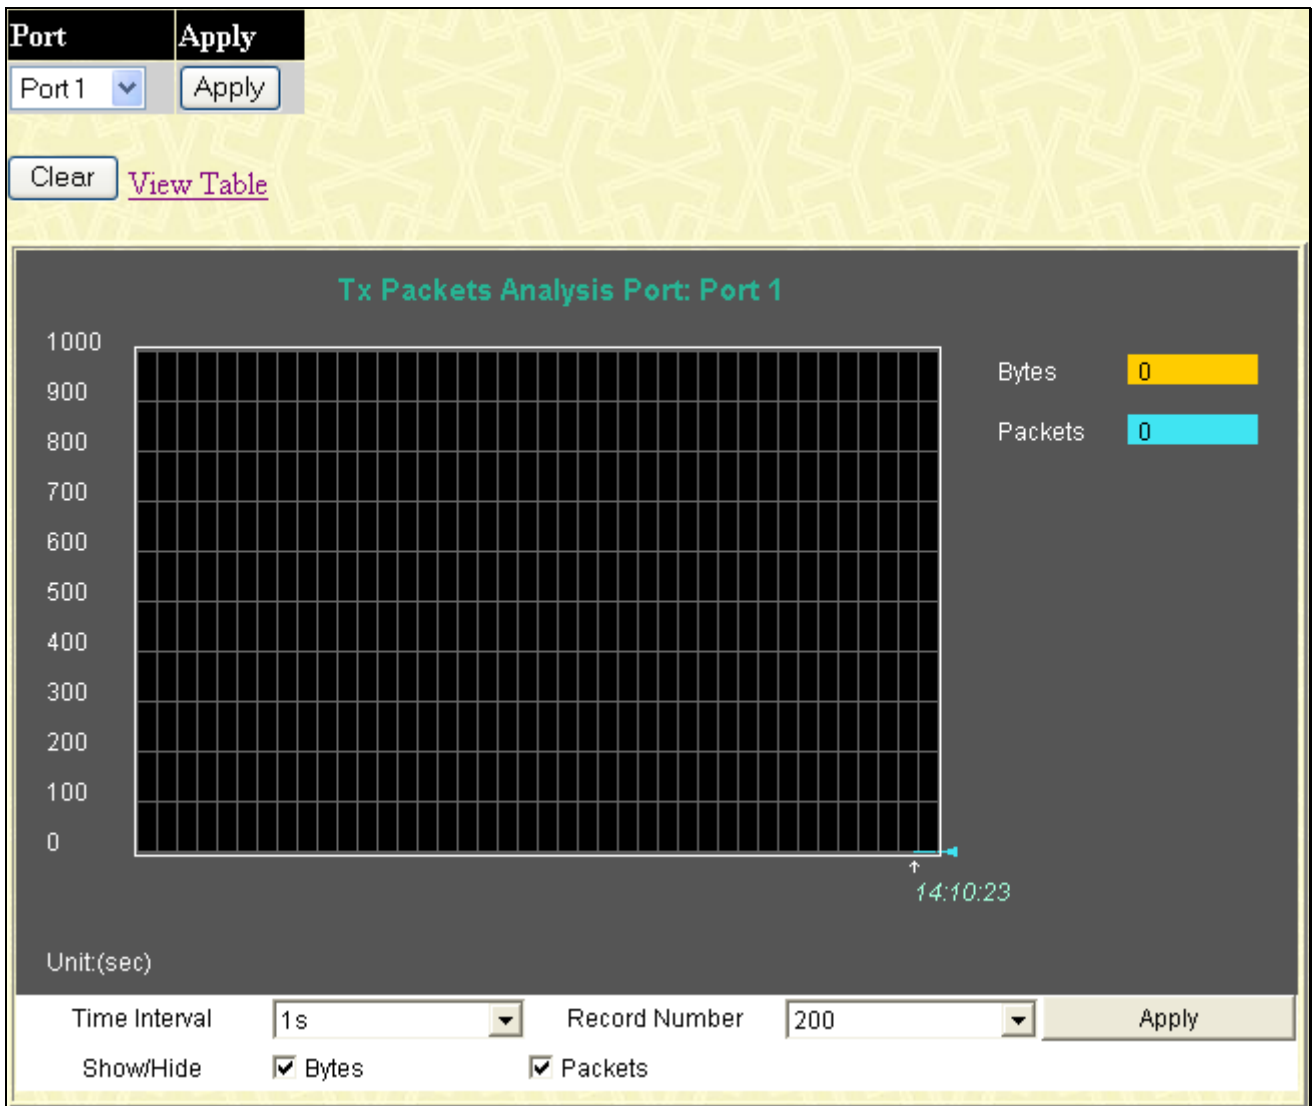 Port Apply
Port 1 Apply
Clear View Table
Tx Packets Analysis Port: Port 1
1000
900
800
700
600
500
400
300
200
100
0
Bytes 0
Packets 0
14:10:23
Unit:(sec)
Time Interval 1s Record Number 200 Apply
Show/Hide Bytes Packets